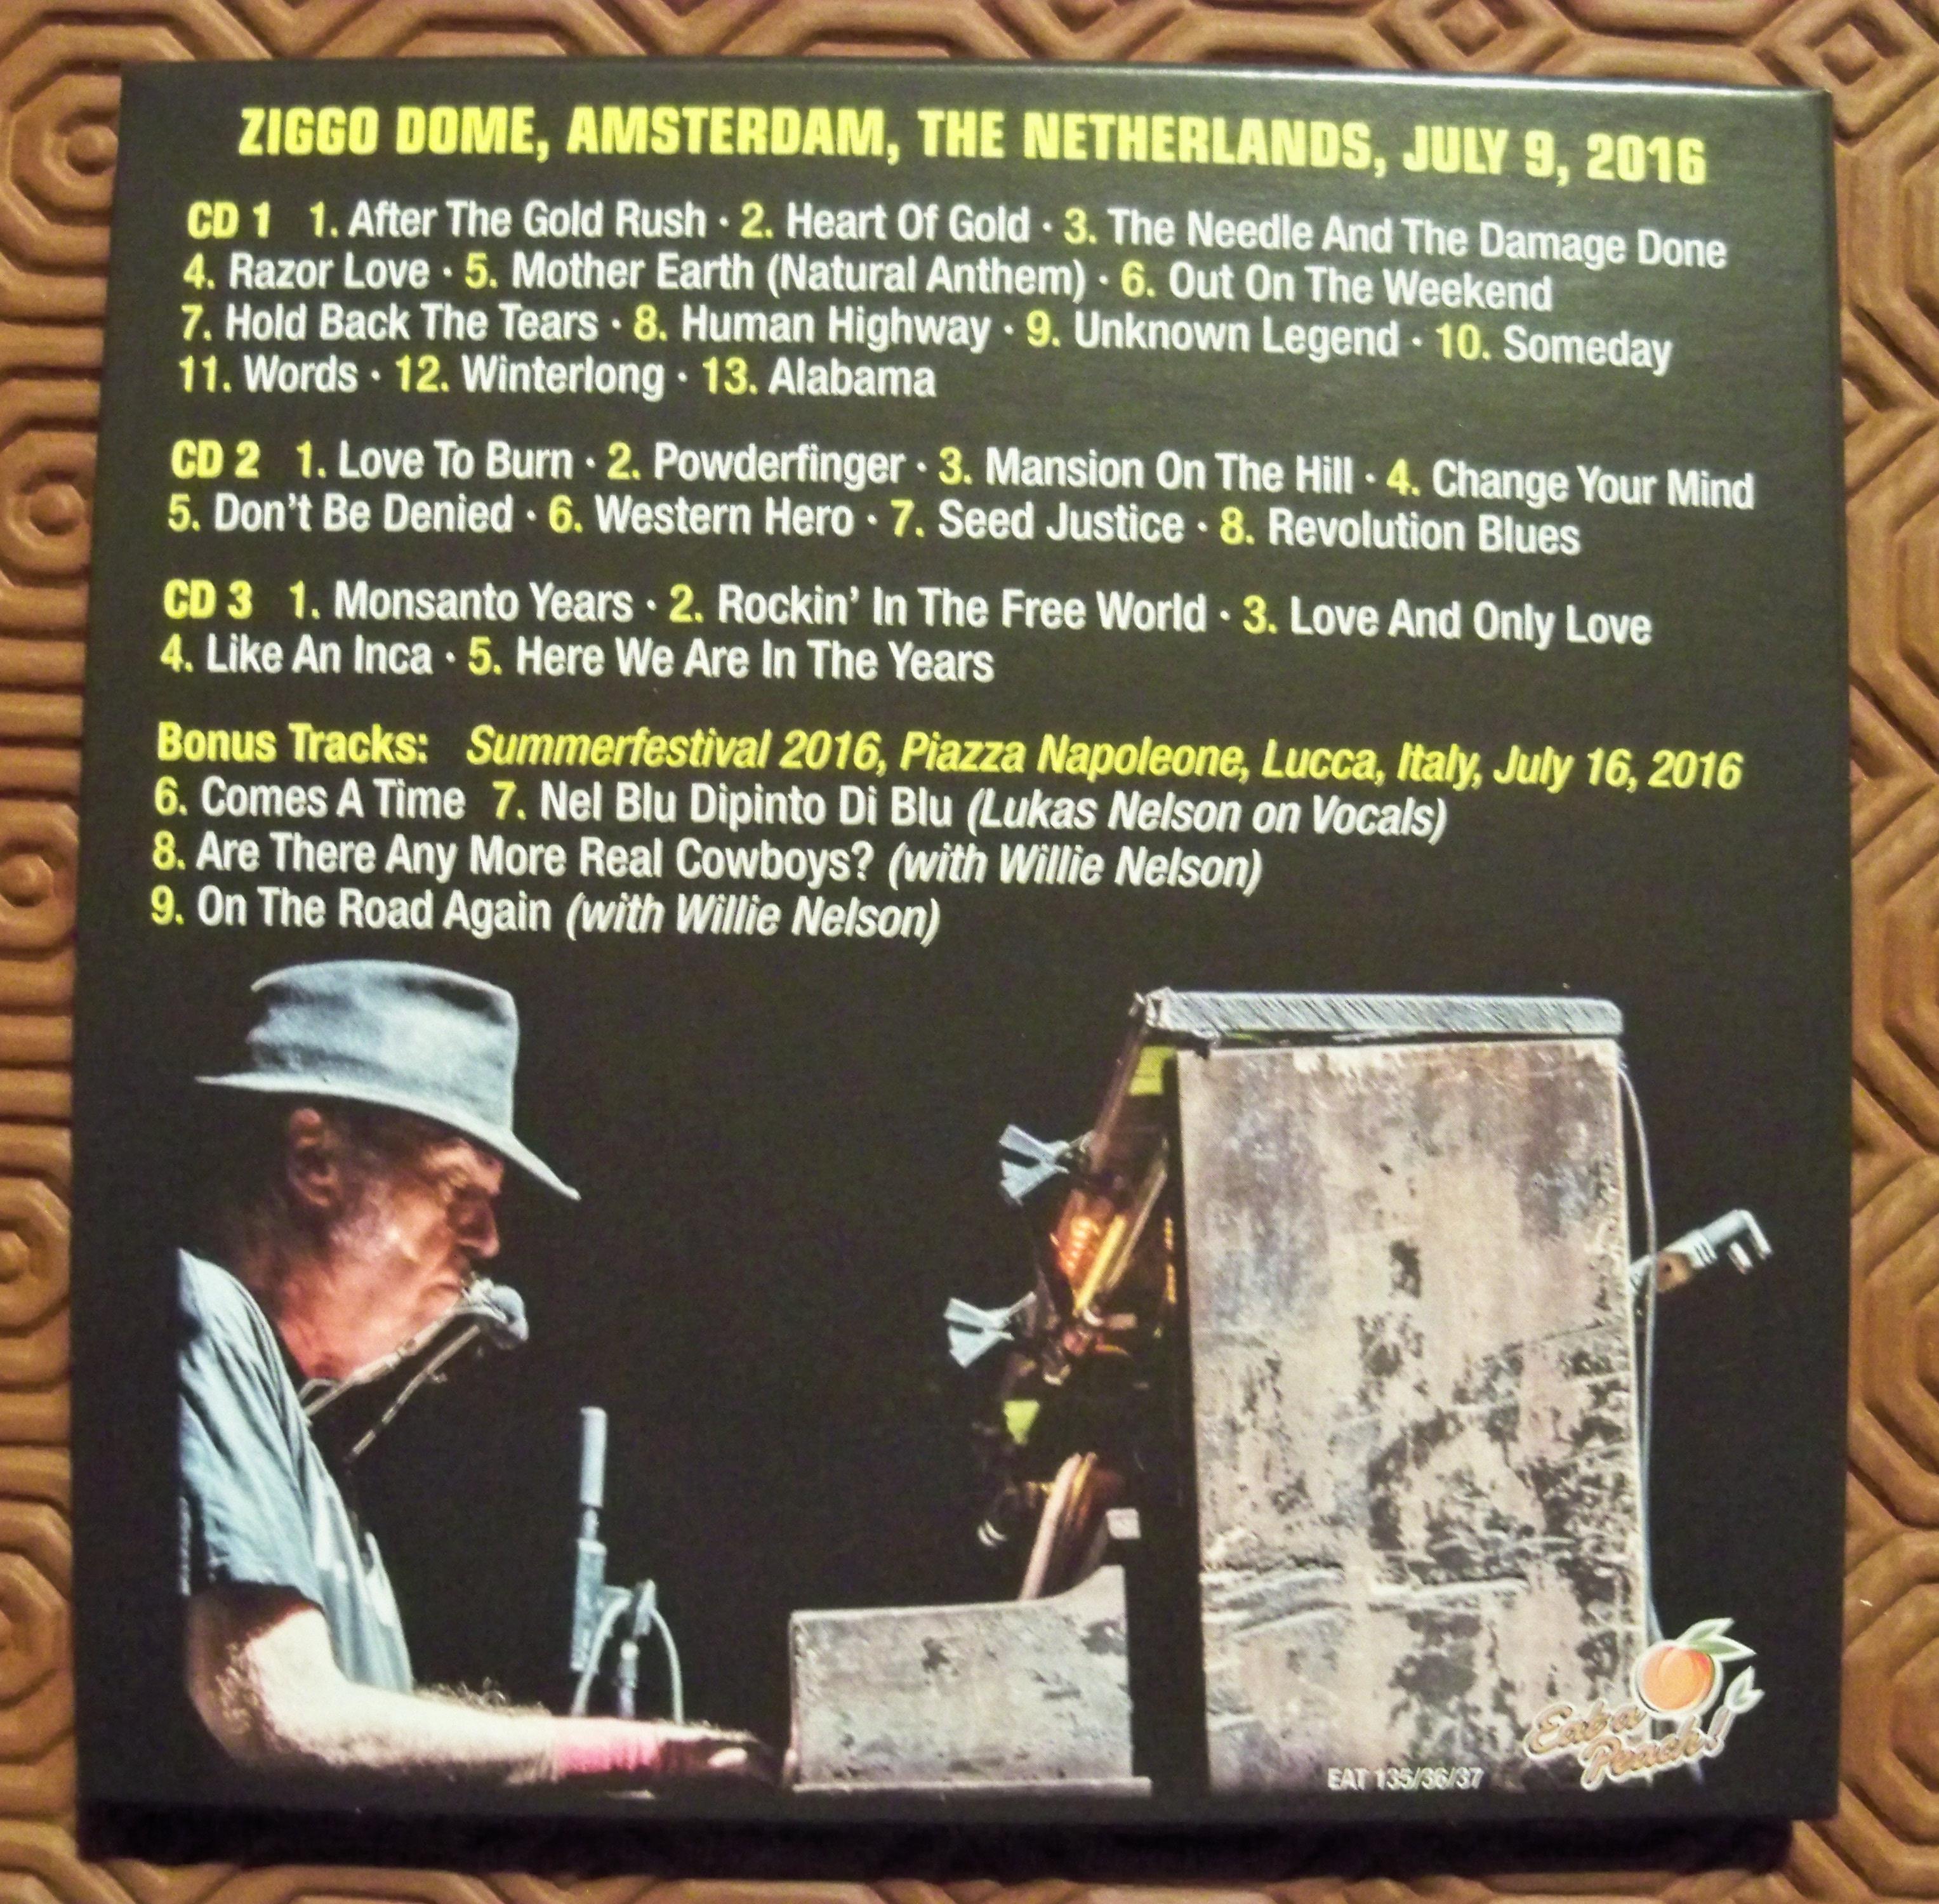 ZIGGO DOME, AMSTERDAM, THE NETHERLANDS, JULY 9, 2016
CD 1 1. After The Gold Rush · 2. Heart Of Gold · 3. The Needle And The Damage Done
4. Razor Love · 5. Mother Earth (Natural Anthem) · 6. Out On The Weekend
7. Hold Back The Tears · 8. Human Highway · 9. Unknown Legend · 10. Someday
11. Words · 12. Winterlong · 13. Alabama
CD 2 1. Love To Burn · 2. Powderfinger · 3. Mansion On The Hill · 4. Change Your Mind
5. Don't Be Denied · 6. Western Hero · 7. Seed Justice · 8. Revolution Blues
CD 3 1. Monsanto Years · 2. Rockin' In The Free World · 3. Love And Only Love
4. Like An Inca · 5. Here We Are In The Years
Bonus Tracks: Summerfestival 2016, Piazza Napoleone, Lucca, Italy, July 16, 2016
6. Comes A Time 7. Nel Blu Dipinto Di Blu (Lukas Nelson on Vocals)
8. Are There Any More Real Cowboys? (with Willie Nelson)
9. On The Road Again (with Willie Nelson)
Eat a
Peach!
EAT 135/36/37